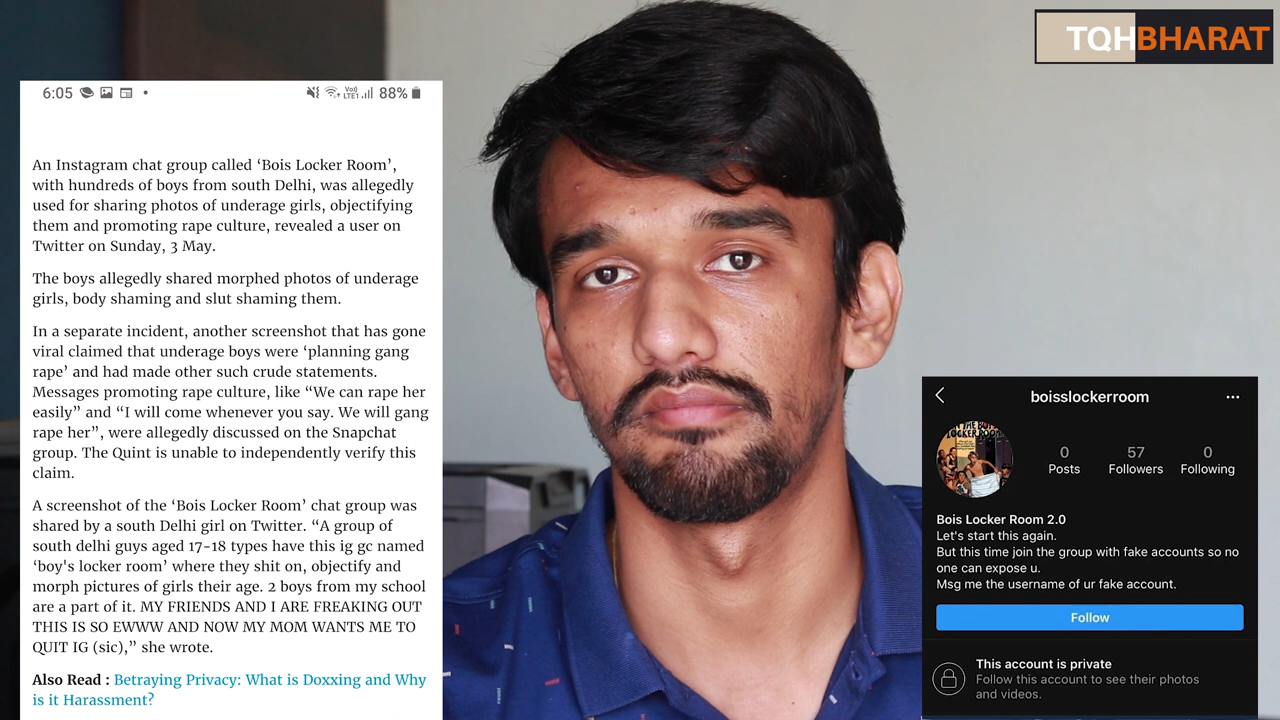 TQHBHARAT
6:05
Vo))
LTE1
88%
An Instagram chat group called ‘Bois Locker Room’,
with hundreds of boys from south Delhi, was allegedly
used for sharing photos of underage girls, objectifying
them and promoting rape culture, revealed a user on
Twitter on Sunday, 3 May.
The boys allegedly shared morphed photos of underage
girls, body shaming and slut shaming them.
In a separate incident, another screenshot that has gone
viral claimed that underage boys were ‘planning gang
rape’ and had made other such crude statements.
Messages promoting rape culture, like “We can rape her
easily” and “I will come whenever you say. We will gang
rape her”, were allegedly discussed on the Snapchat
group. The Quint is unable to independently verify this
claim.
A screenshot of the ‘Bois Locker Room’ chat group was
shared by a south Delhi girl on Twitter. “A group of
south delhi guys aged 17-18 types have this ig gc named
‘boy's locker room’ where they shit on, objectify and
morph pictures of girls their age. 2 boys from my school
are a part of it. MY FRIENDS AND I ARE FREAKING OUT
THIS IS SO EWWW AND NOW MY MOM WANTS ME TO
QUIT IG (sic),” she wrote.
Also Read : Betraying Privacy: What is Doxxing and Why
is it Harassment?
boisslockerroom
LOCKER ROOM
0
57
0
Posts
Followers
Following
Bois Locker Room 2.0
Let's start this again.
But this time join the group with fake accounts so no
one can expose u.
Msg me the username of ur fake account.
Follow
This account is private
Follow this account to see their photos
and videos.